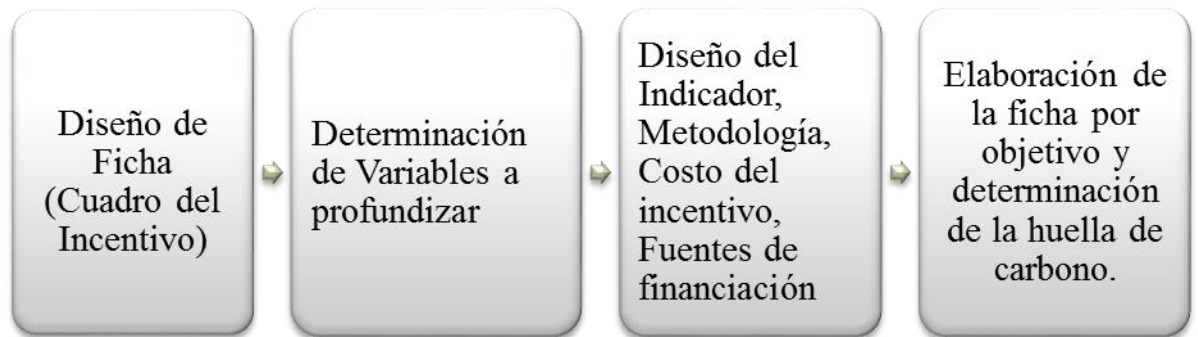 Diseño de
Ficha
(Cuadro del
Incentivo)
Determinación
de Variables a
profundizar
Diseño del
Indicador,
Metodología,
Costo del
incentivo,
Fuentes de
financiación
Elaboración de
la ficha por
objetivo y
determinación
de la huella de
carbono.